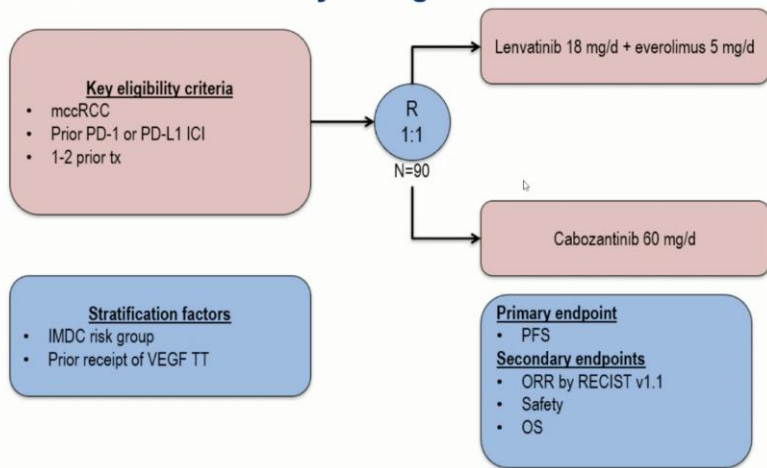 Key eligibility criteria
• mccRCC
• Prior PD-1 or PD-L1 ICI
• 1-2 prior tx
R
1:1
N=90
Lenvatinib 18 mg/d + everolimus 5 mg/d
Cabozantinib 60 mg/d
Stratification factors
• IMDC risk group
• Prior receipt of VEGF TT
Primary endpoint
• PFS
Secondary endpoints
• ORR by RECIST v1.1
• Safety
• OS